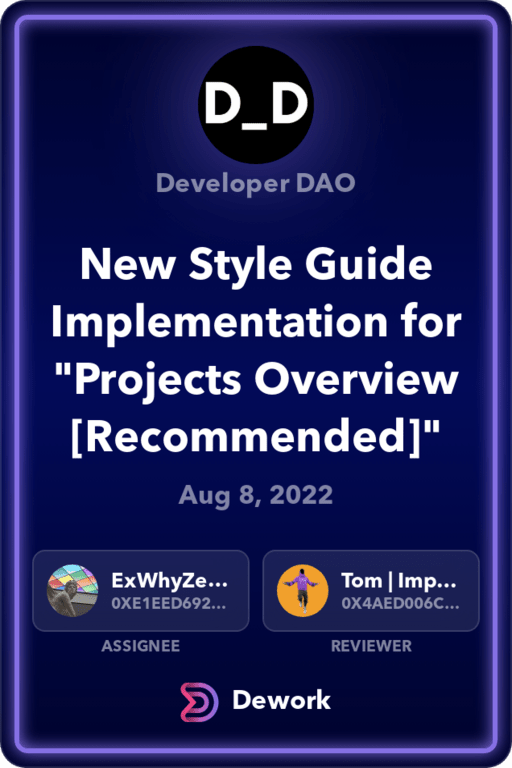 D_D
Developer DAO
New Style Guide
Implementation for
"Projects Overview
[Recommended]"
Aug 8, 2022
ExWhyZe...
0XE1EED692...
ASSIGNEE
Tom | Imp...
0X4AED006C...
REVIEWER
Dework